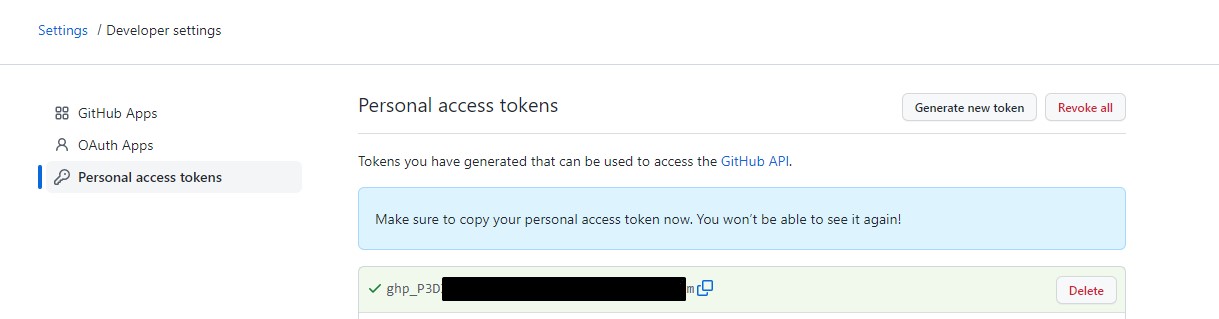 Settings / Developer settings
GitHub Apps
OAuth Apps
Personal access tokens
Personal access tokens
Generate new token
Revoke all
Tokens you have generated that can be used to access the GitHub API.
Make sure to copy your personal access token now. You won't be able to see it again!
ghp_P3D
m
Delete